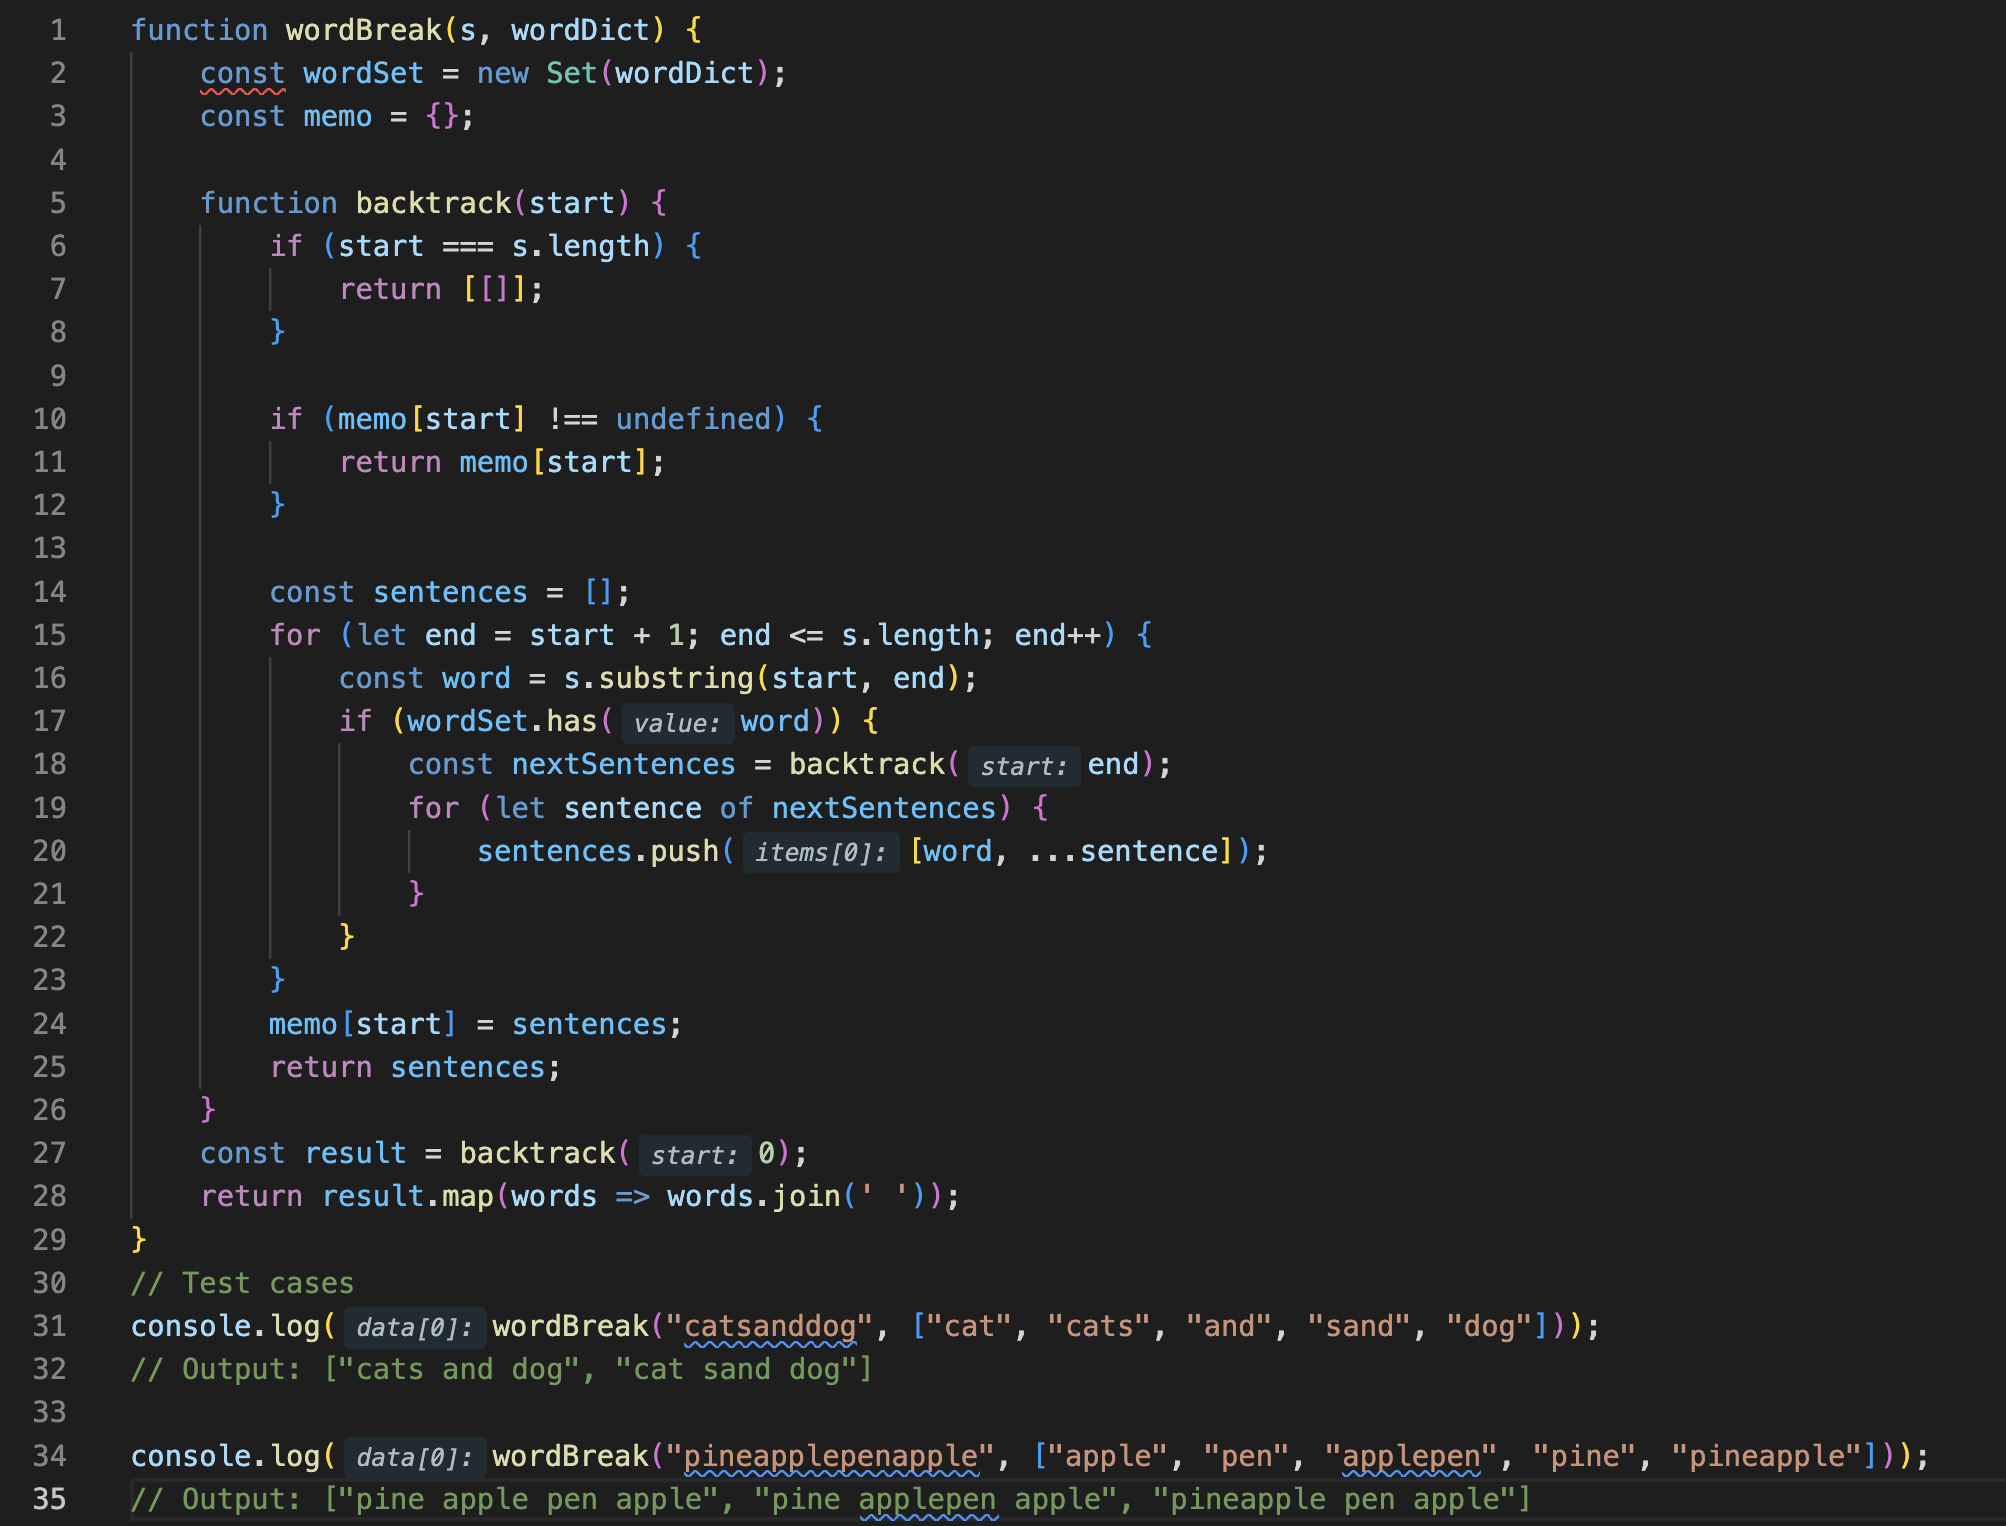 1 function wordBreak(s, wordDict) {
2     const wordSet = new Set(wordDict);
3     const memo = {};
4
5     function backtrack(start) {
6         if (start === s.length) {
7             return [[]];
8         }
9
10         if (memo[start] !== undefined) {
11             return memo[start];
12         }
13
14         const sentences = [];
15         for (let end = start + 1; end <= s.length; end++) {
16             const word = s.substring(start, end);
17             if (wordSet.has( value: word)) {
18                 const nextSentences = backtrack( start: end);
19                 for (let sentence of nextSentences) {
20                     sentences.push( items[0]: [word, ...sentence]);
21                 }
22             }
23         }
24         memo[start] = sentences;
25         return sentences;
26     }
27     const result = backtrack( start: 0);
28     return result.map(words => words.join(' '));
29 }
30 // Test cases
31 console.log( data[0]: wordBreak("catsanddog", ["cat", "cats", "and", "sand", "dog"]));
32 // Output: ["cats and dog", "cat sand dog"]
33
34 console.log( data[0]: wordBreak("pineapplepenapple", ["apple", "pen", "applepen", "pine", "pineapple"]));
35 // Output: ["pine apple pen apple", "pine applepen apple", "pineapple pen apple"]